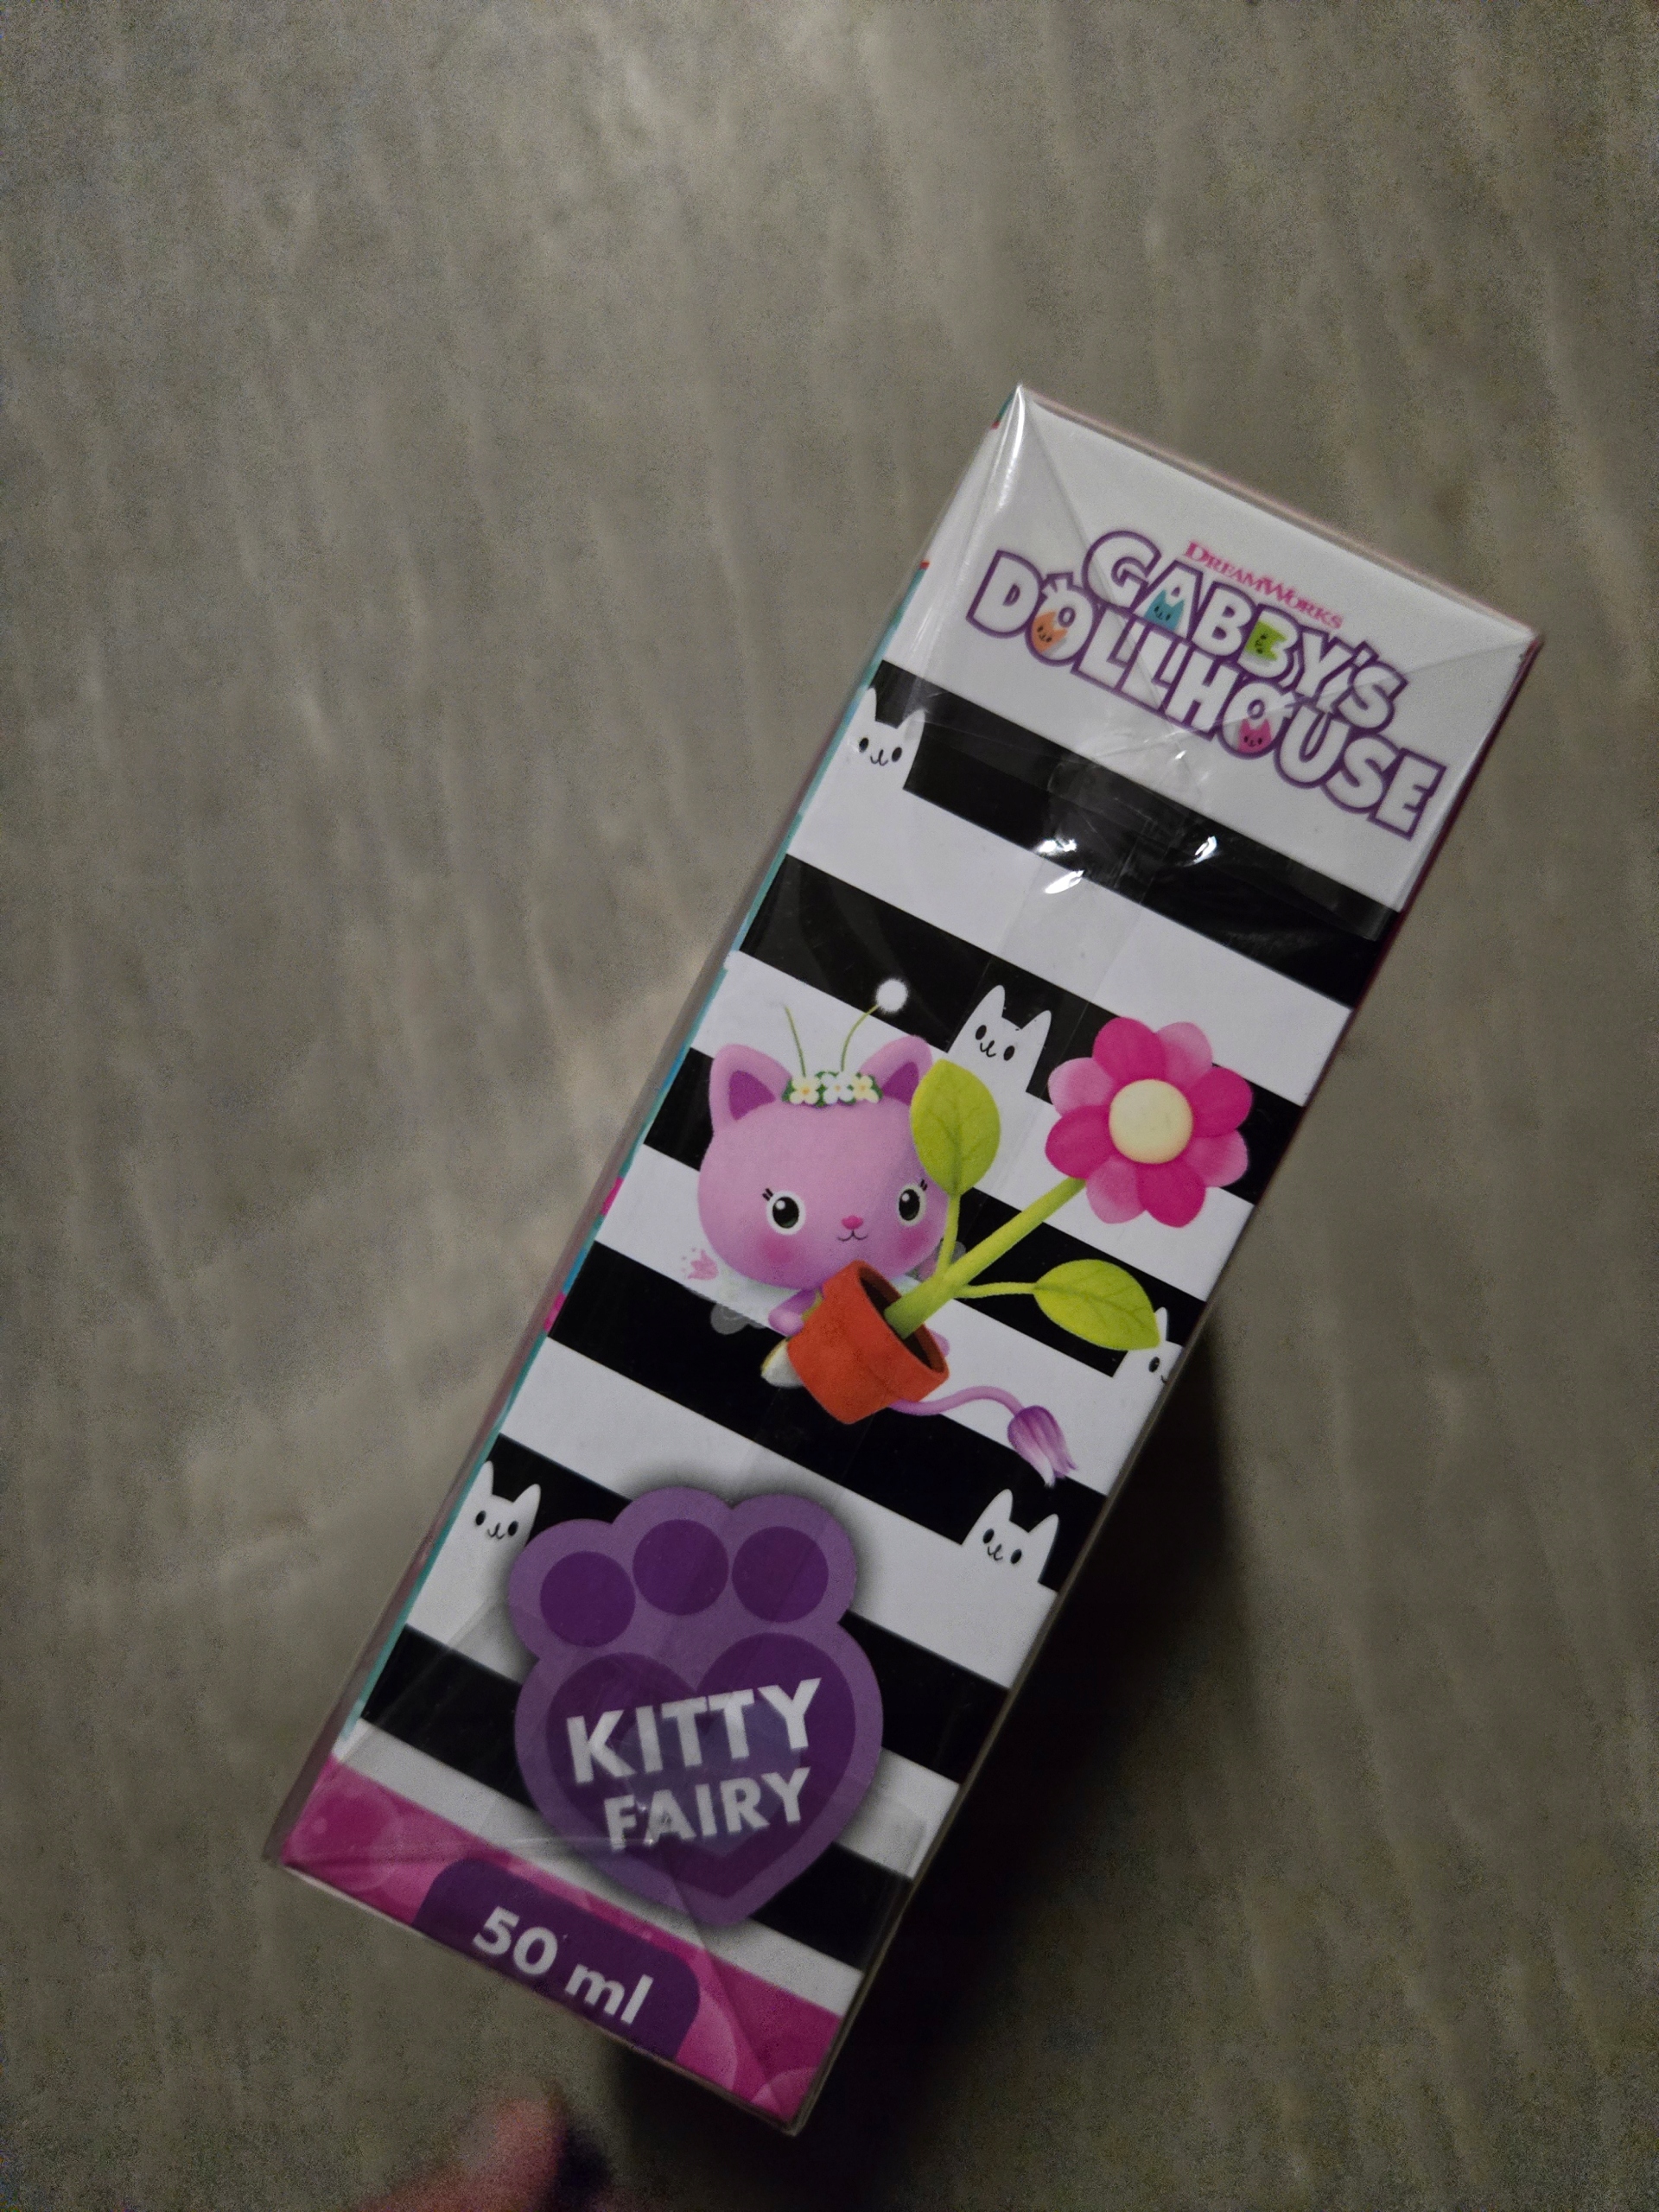 DREAMWORKS
GABBY'S
DOLLHOUSE
KITTY
FAIRY
50 ml